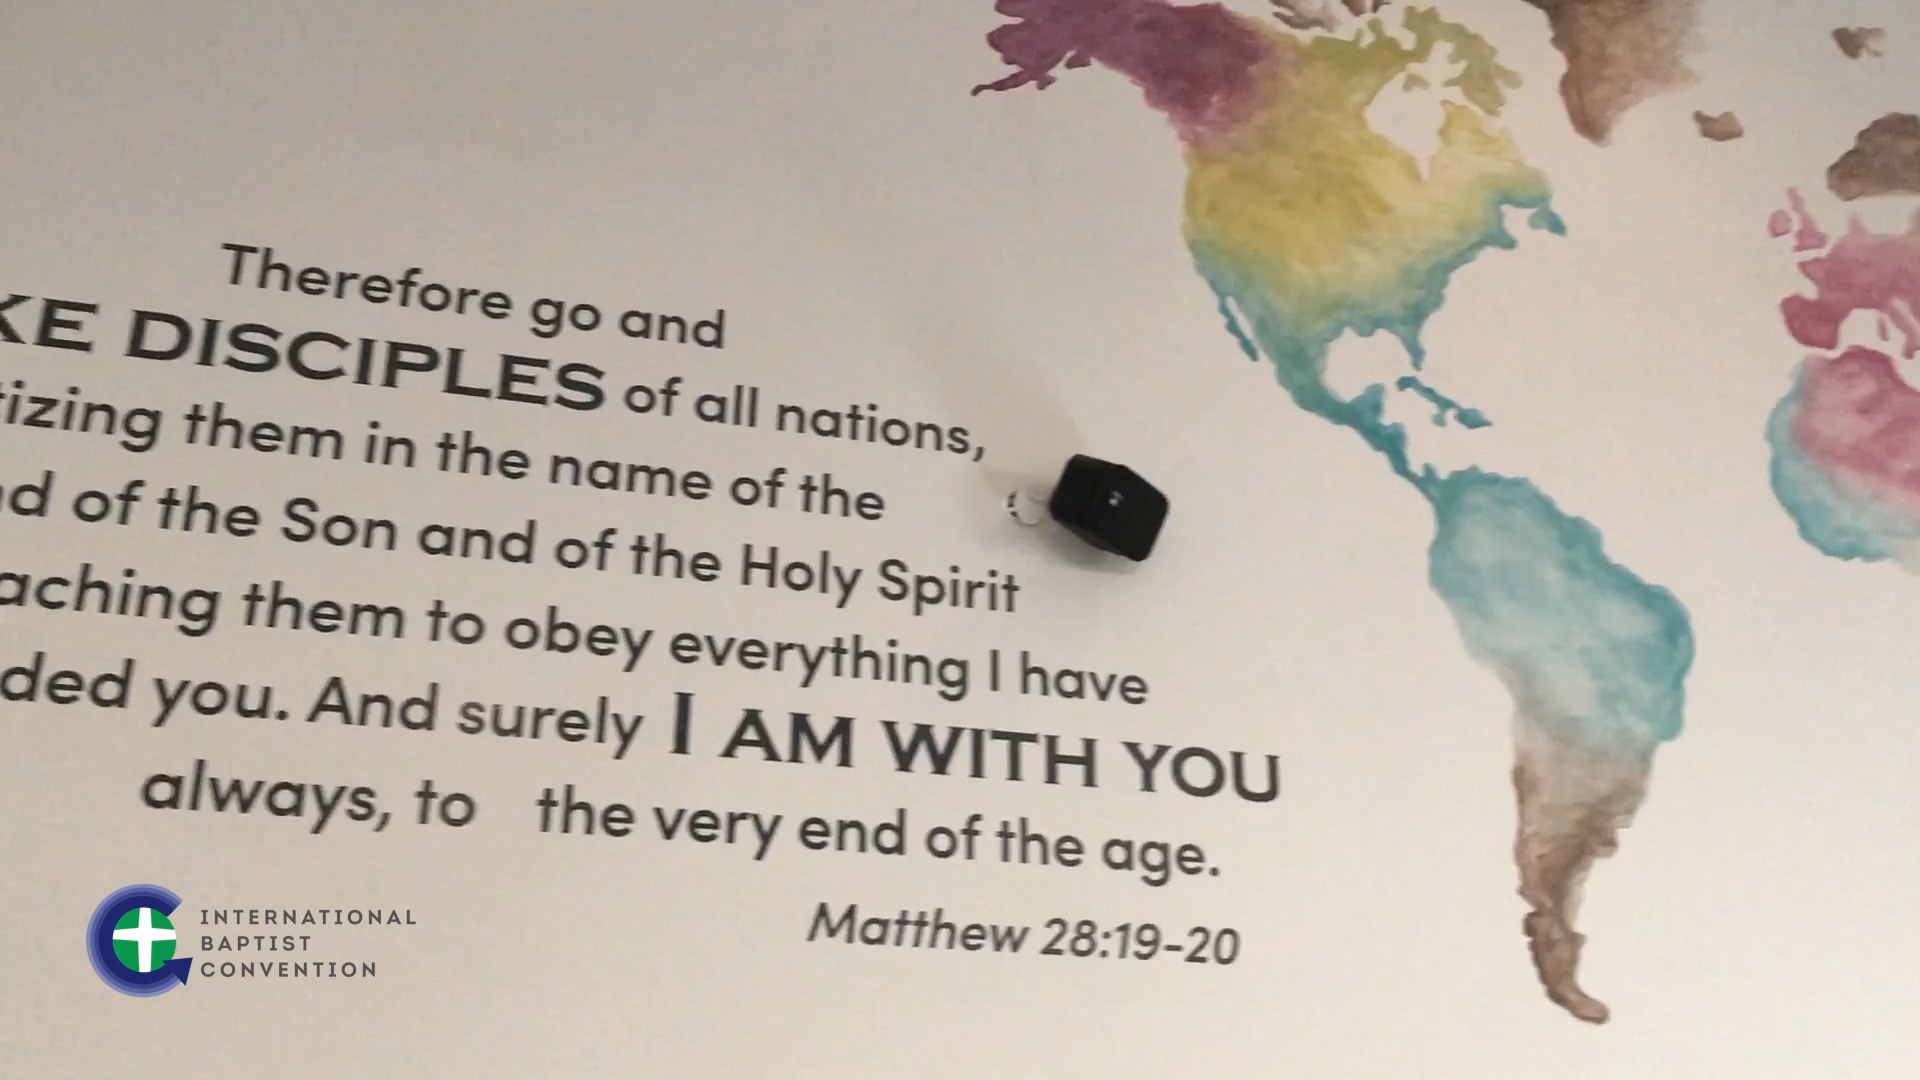 Therefore go and
KE DISCIPLES of all nations,
tizing them in the name of the
nd of the Son and of the Holy Spirit
aching them to obey everything I have
ded you. And surely I AM WITH YOU
always, to the very end of the age.
Matthew 28:19-20
INTERNATIONAL
BAPTIST
CONVENTION